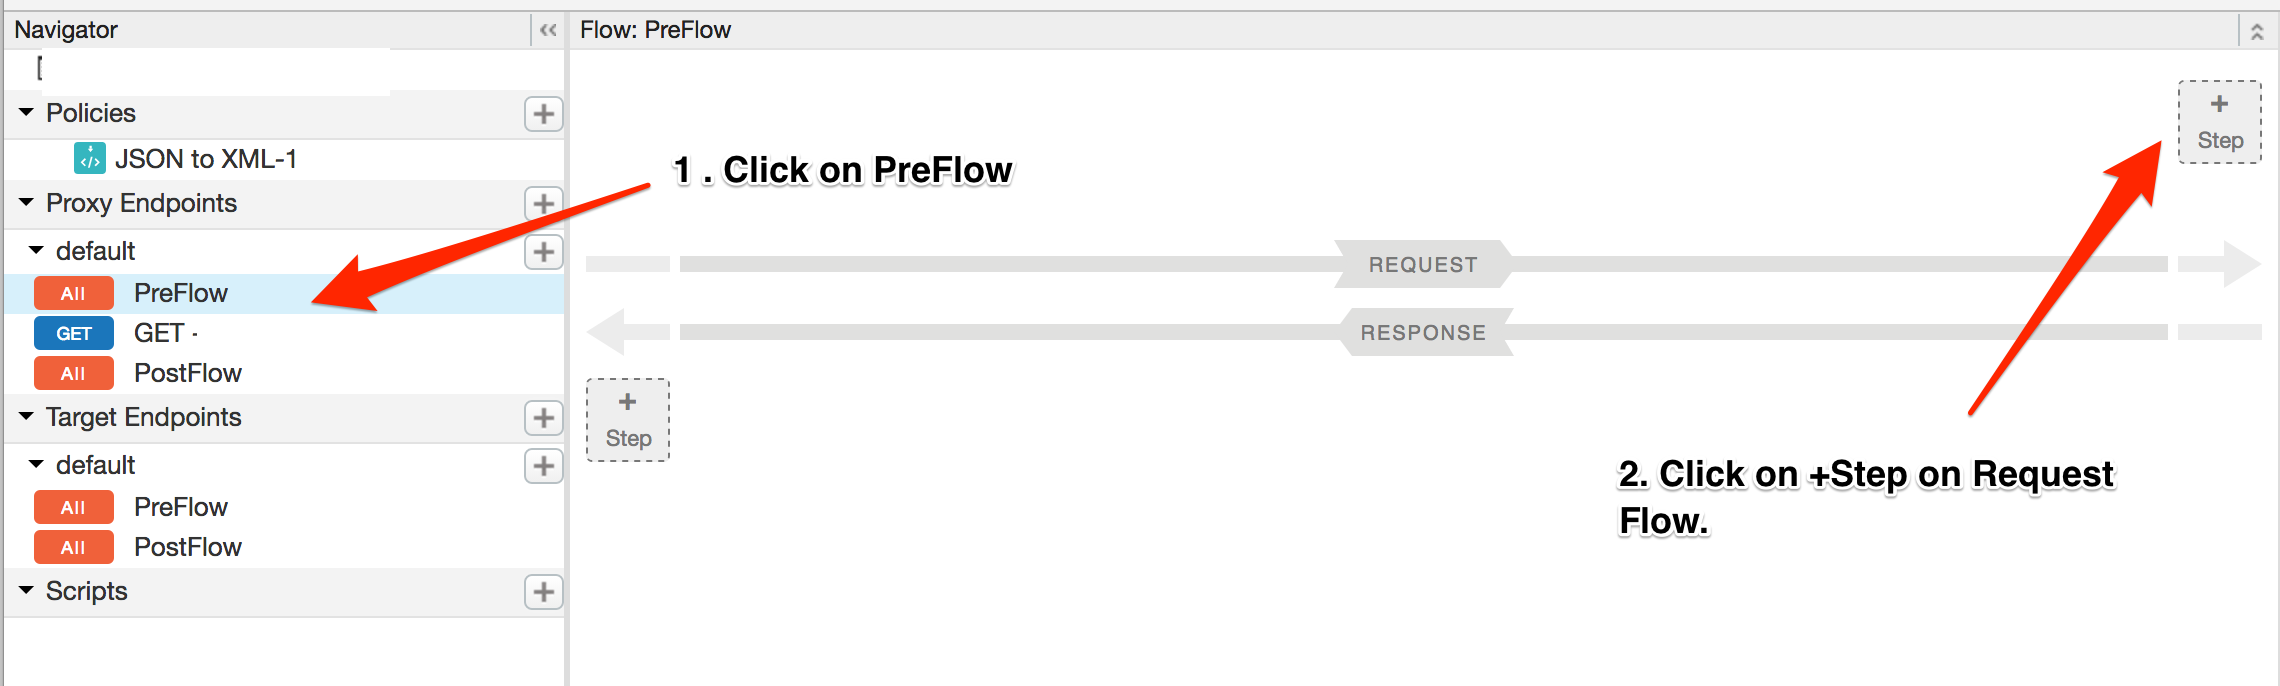 Navigator
Flow: PreFlow
Policies
JSON to XML-1
Proxy Endpoints
default
All PreFlow
GET GET -
All PostFlow
Target Endpoints
default
All PreFlow
All PostFlow
Scripts
+
Step
1 . Click on PreFlow
REQUEST
RESPONSE
+
Step
2. Click on +Step on Request
Flow.